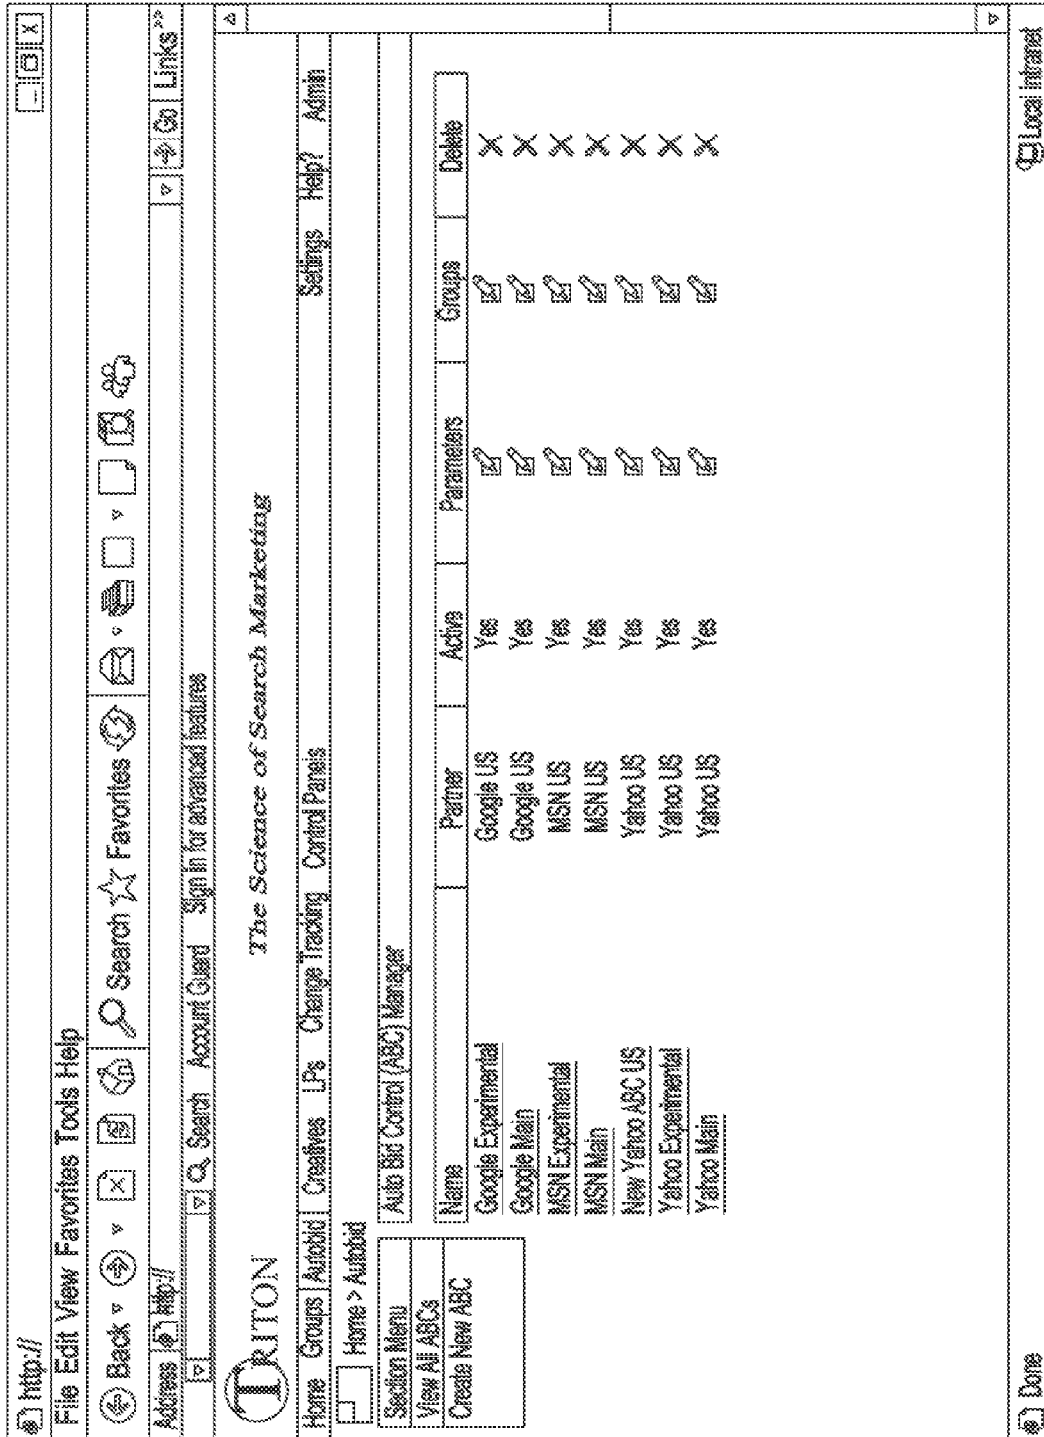 http://
File Edit View Favorites Tools Help
Back Search Favorites
Address http:// Go Links»
Search Account Guard Sign in for advanced features
TRITON The Science of Search Marketing
Home Groups Autobid Creatives LPs Change Tracking Control Panels Settings Help? Admin
Home > Autobid
Section Menu
View All ABCs
Create New ABC
Auto Bid Control (ABC) Manager
Name Partner Active Parameters Groups Delete
Google Experimental Google US Yes
Google Main Google US Yes
MSN Experimental MSN US Yes
MSN Main MSN US Yes
New Yahoo ABC US Yahoo US Yes
Yahoo Experimental Yahoo US Yes
Yahoo Main Yahoo US Yes
Done Local intranet